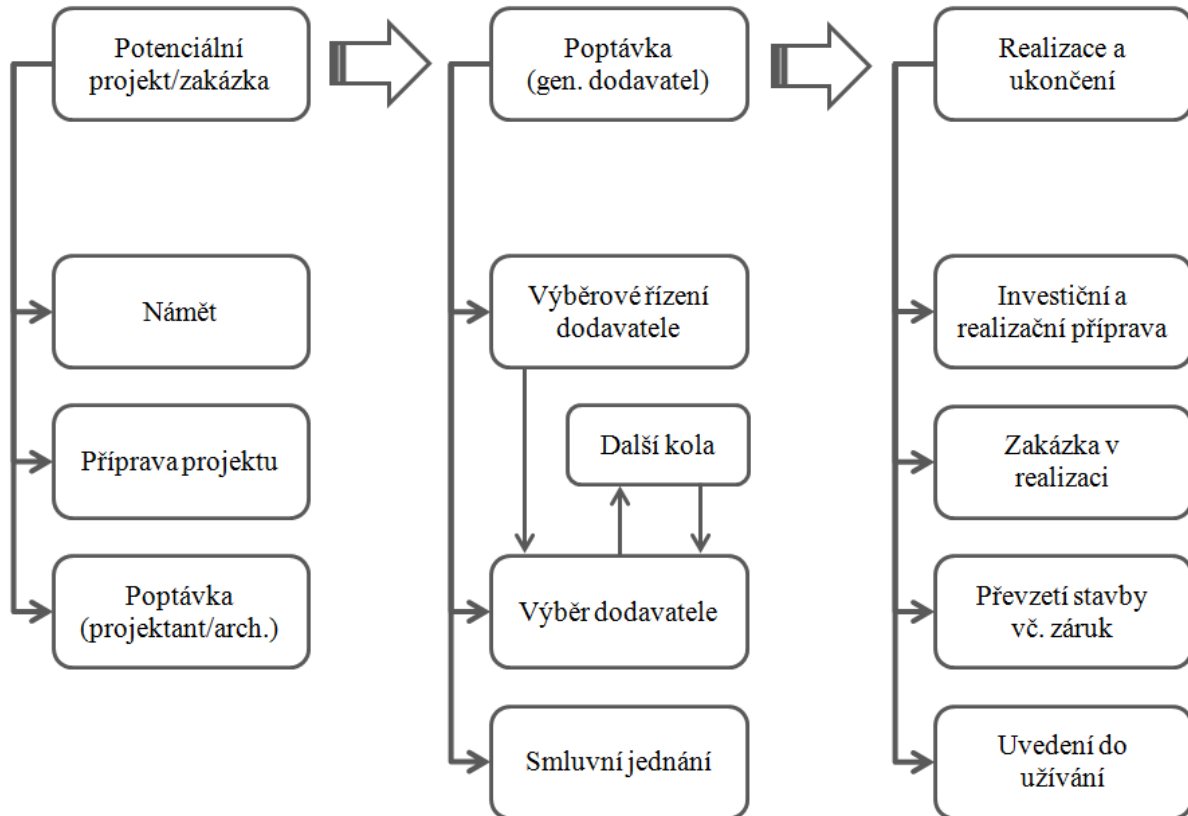 Potenciální
projekt/zakázka
Poptávka
(gen. dodavatel)
Realizace a
ukončení
Námět
Výběrové řízení
dodavatele
Investiční a
realizační příprava
Příprava projektu
Další kola
Zakázka v
realizaci
Poptávka
(projektant/arch.)
Výběr dodavatele
Převzetí stavby
vč. záruk
Smluvní jednání
Uvedení do
užívání